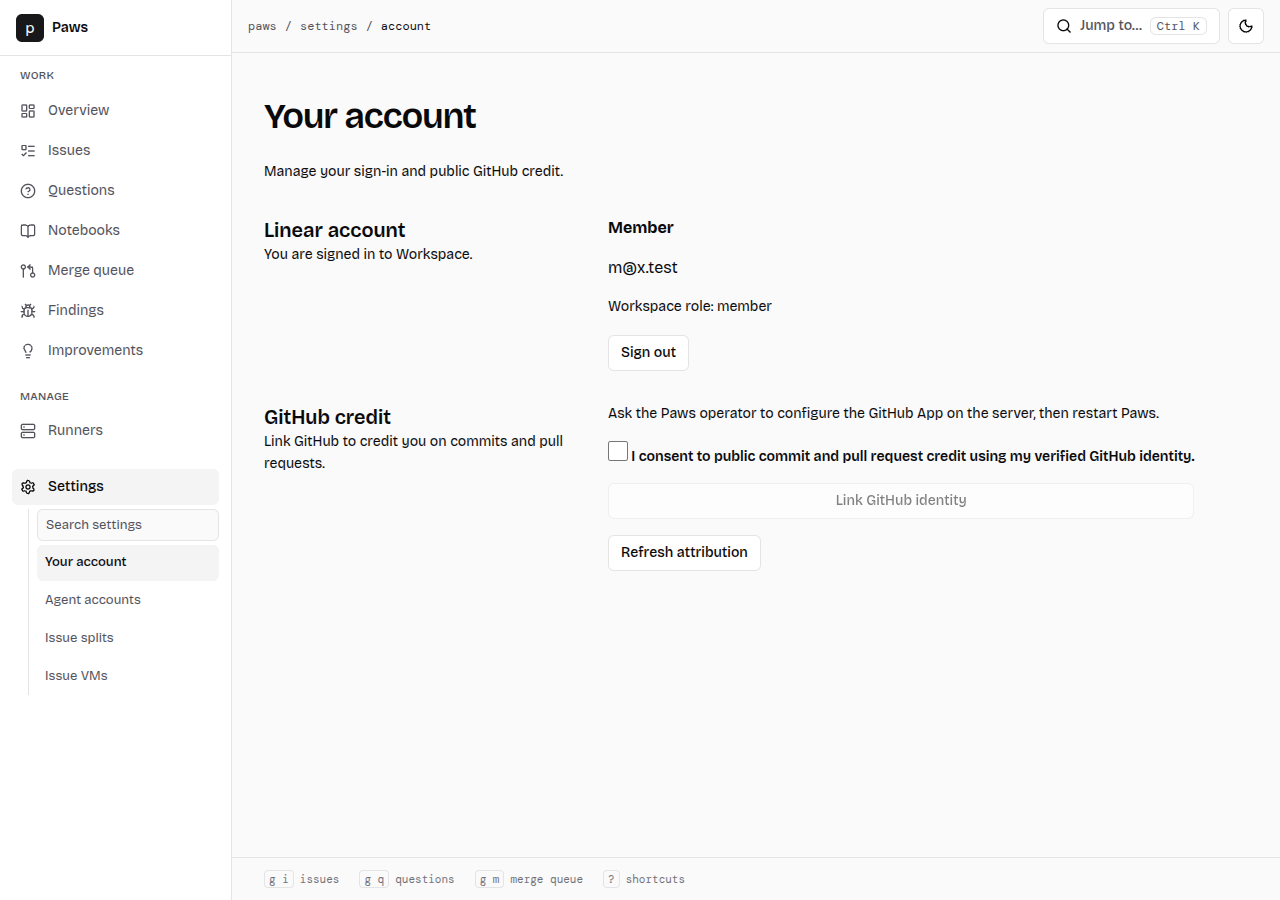 p Paws
paws / settings / account
Jump to... Ctrl K
WORK
Overview
Issues
Questions
Notebooks
Merge queue
Findings
Improvements
MANAGE
Runners
Settings
Search settings
Your account
Agent accounts
Issue splits
Issue VMs
Your account
Manage your sign-in and public GitHub credit.
Linear account
You are signed in to Workspace.
Member
m@x.test
Workspace role: member
Sign out
GitHub credit
Link GitHub to credit you on commits and pull
requests.
Ask the Paws operator to configure the GitHub App on the server, then restart Paws.
I consent to public commit and pull request credit using my verified GitHub identity.
Link GitHub identity
Refresh attribution
g i issues g q questions g m merge queue ? shortcuts